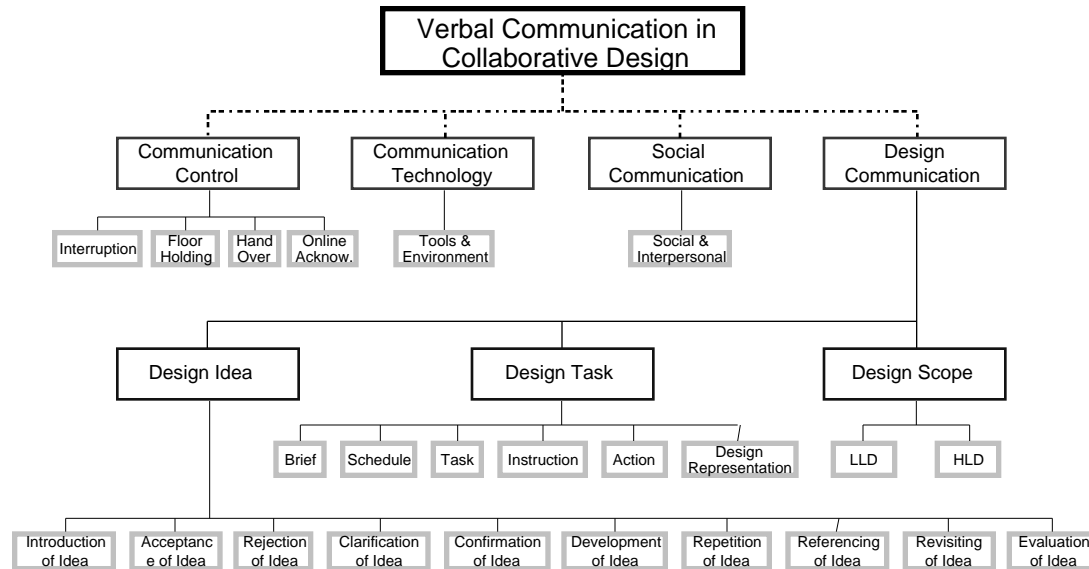 Verbal Communication in
Collaborative Design
Communication
Control
Communication
Technology
Social
Communication
Design
Communication
Interruption
Floor
Holding
Hand
Over
Online
Acknow.
Tools &
Environment
Social &
Interpersonal
Design Idea
Design Task
Design Scope
Brief
Schedule
Task
Instruction
Action
Design
Representation
LLD
HLD
Introduction
of Idea
Acceptanc
e of Idea
Rejection
of Idea
Clarification
of Idea
Confirmation
of Idea
Development
of Idea
Repetition
of Idea
Referencing
of Idea
Revisiting
of Idea
Evaluation
of Idea